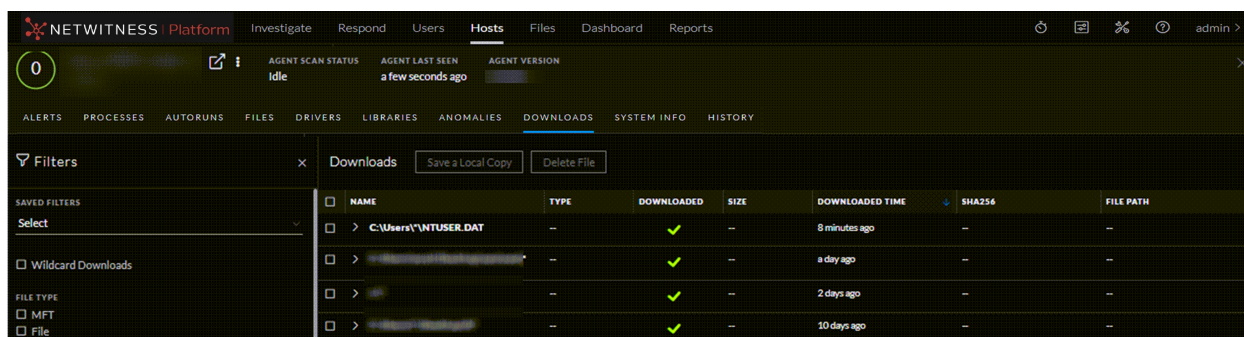 NETWITNESS Platform Investigate Respond Users Hosts Files Dashboard Reports admin >
0 AGENT SCAN STATUS AGENT LAST SEEN AGENT VERSION
Idle a few seconds ago
ALERTS PROCESSES AUTORUNS FILES DRIVERS LIBRARIES ANOMALIES DOWNLOADS SYSTEM INFO HISTORY
Filters × Downloads Save a Local Copy Delete File
SAVED FILTERS NAME TYPE DOWNLOADED SIZE DOWNLOADED TIME SHA256 FILE PATH
Select C:\Users\*\NTUSER.DAT -- -- 8 minutes ago -- --
Wildcard Downloads -- -- a day ago -- --
FILE TYPE -- -- 2 days ago -- --
MFT
File -- -- 10 days ago -- --